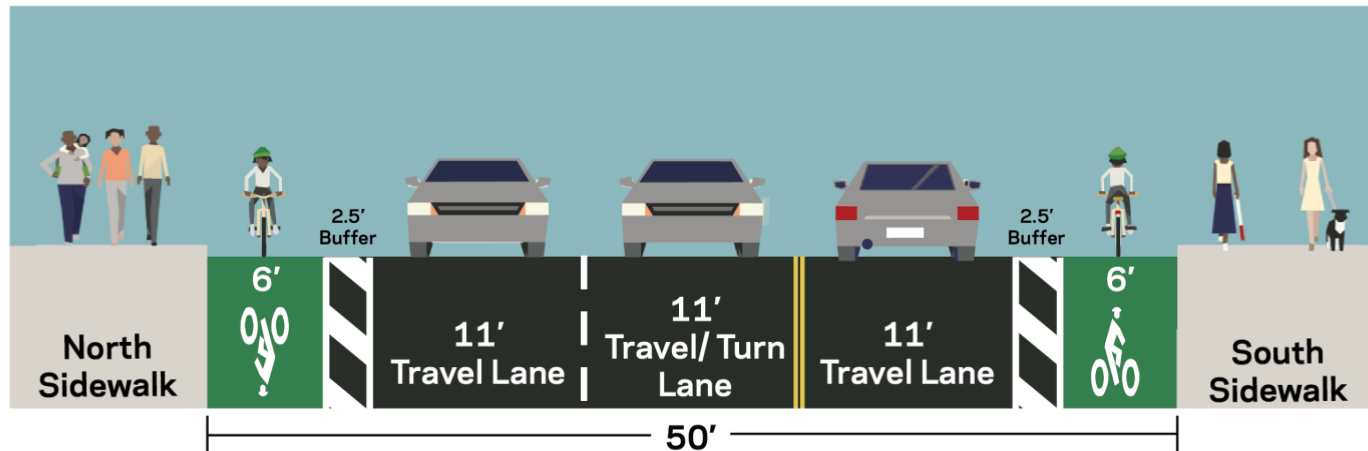 2.5′
Buffer
2.5′
Buffer
North
Sidewalk
6′
11′
Travel Lane
11′
Travel/ Turn
Lane
11′
Travel Lane
6′
South
Sidewalk
50′